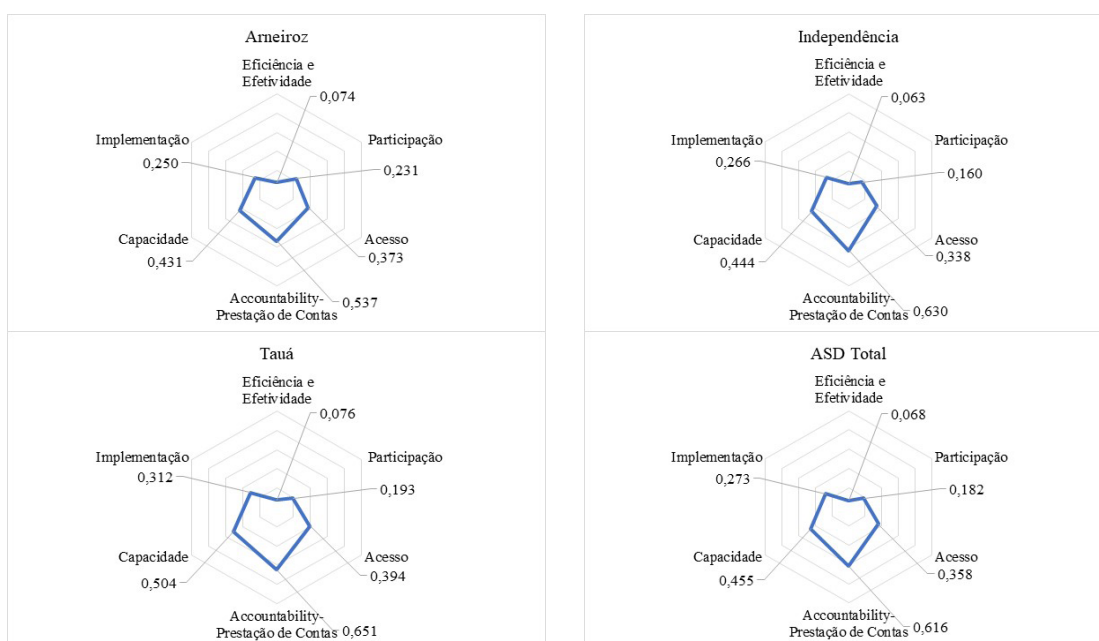 Arneiroz
Eficiência e
Efetividade
0,074
Implementação
0,250
Participação
0,231
Capacidade
0,431
Acesso
0,373
Accountability-
Prestação de Contas
0,537
Independência
Eficiência e
Efetividade
0,063
Implementação
0,266
Participação
0,160
Capacidade
0,444
Acesso
0,338
Accountability-
Prestação de Contas
0,630
Tauá
Eficiência e
Efetividade
0,076
Implementação
0,312
Participação
0,193
Capacidade
0,504
Acesso
0,394
Accountability-
Prestação de Contas
0,651
ASD Total
Eficiência e
Efetividade
0,068
Implementação
0,273
Participação
0,182
Capacidade
0,455
Acesso
0,358
Accountability-
Prestação de Contas
0,616